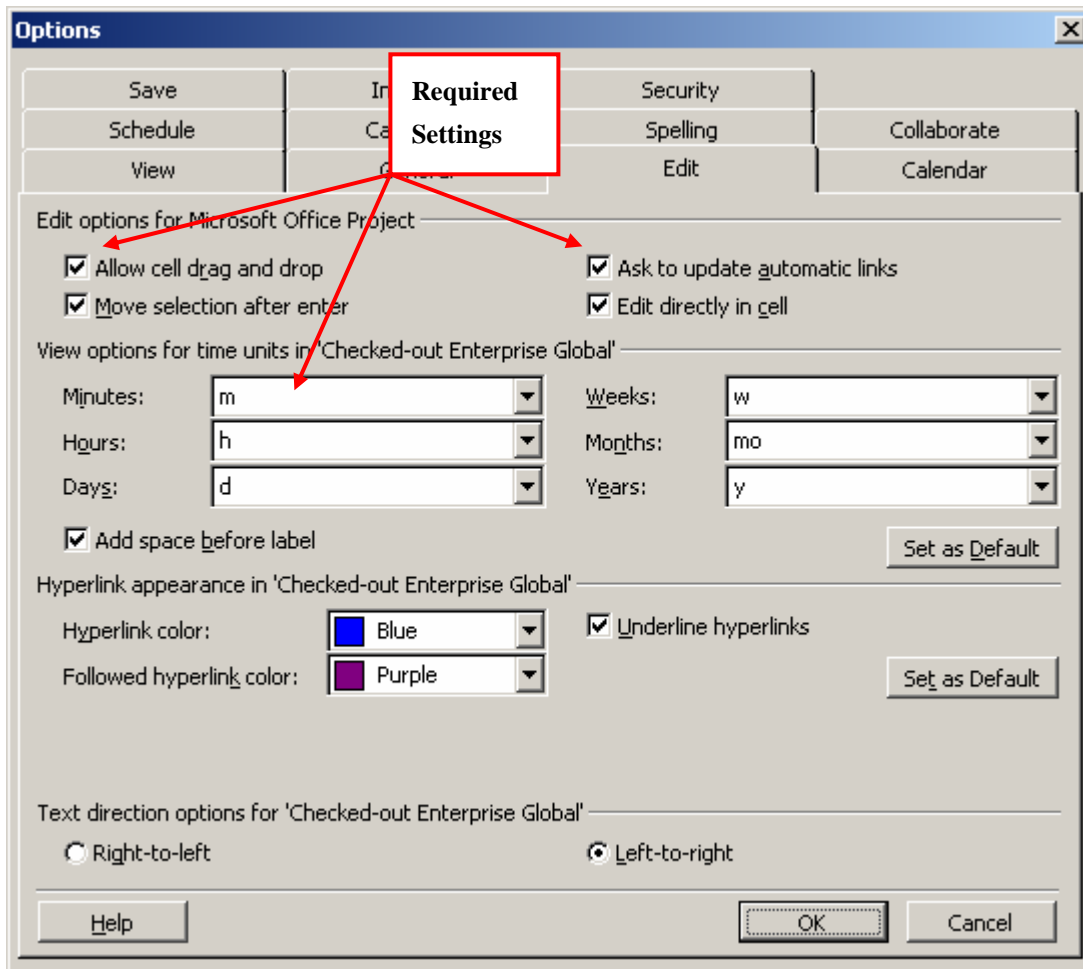 Options
Required
Settings
Save In Security
Schedule Ca Spelling Collaborate
View General Edit Calendar
Edit options for Microsoft Office Project
Allow cell drag and drop Ask to update automatic links
Move selection after enter Edit directly in cell
View options for time units in 'Checked-out Enterprise Global'
Minutes: m Weeks: w
Hours: h Months: mo
Days: d Years: y
Add space before label Set as Default
Hyperlink appearance in 'Checked-out Enterprise Global'
Hyperlink color: Blue Underline hyperlinks
Followed hyperlink color: Purple Set as Default
Text direction options for 'Checked-out Enterprise Global'
Right-to-left Left-to-right
Help OK Cancel